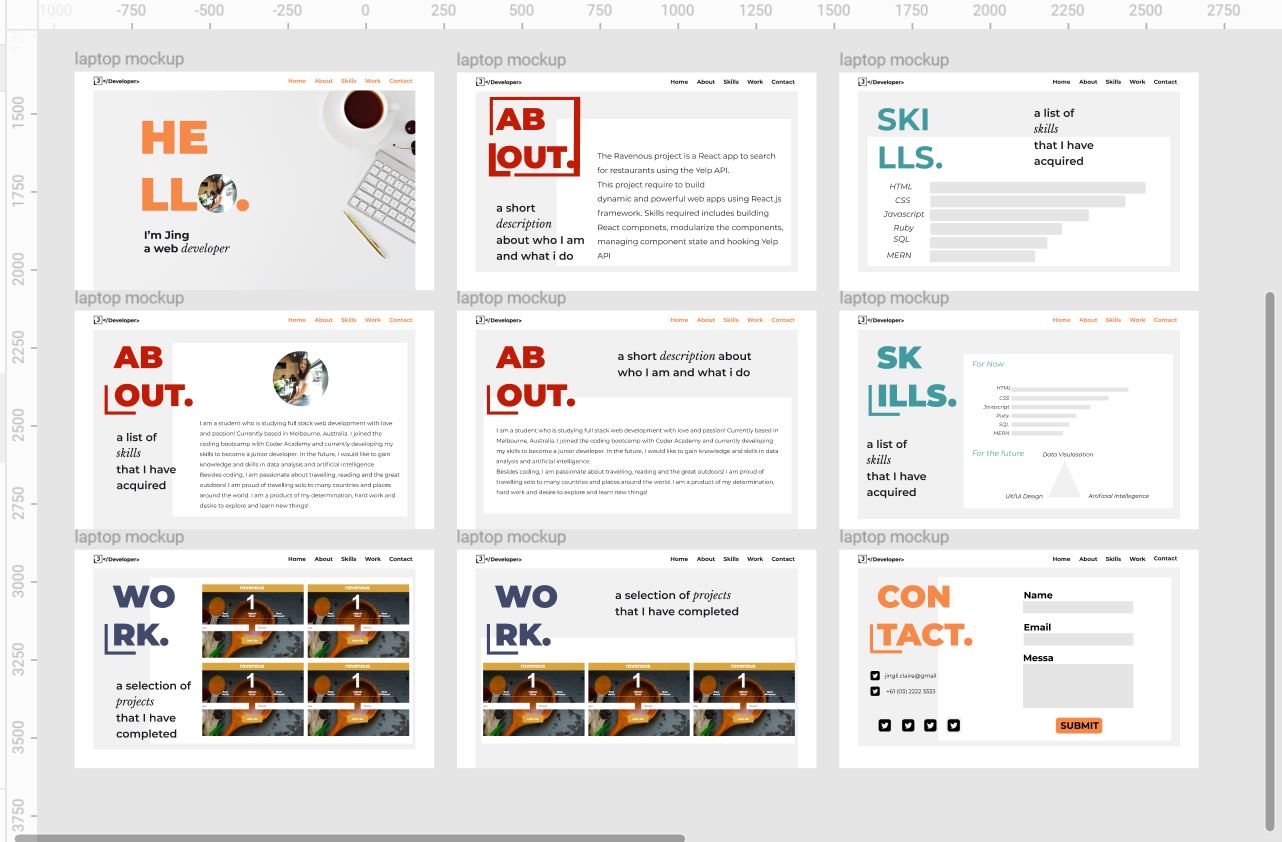 1000 -750 -500 -250 0 250 500 750 1000 1250 1500 1750 2000 2250 2500 2750
1500
1750
2000
2250
2500
2750
3000
3250
3500
3750
laptop mockup
J </Developer>
Home About Skills Work Contact
HE
LL .
I'm Jing
a web developer
laptop mockup
J </Developer>
Home About Skills Work Contact
AB
OUT.
a short
description
about who I am
and what i do
The Ravenous project is a React app to search
for restaurants using the Yelp API.
This project require to build
dynamic and powerful web apps using React.js
framework. Skills required includes building
React componets, modularize the components,
managing component state and hooking Yelp
API
laptop mockup
J </Developer>
Home About Skills Work Contact
SKI
LLS.
a list of
skills
that I have
acquired
HTML
CSS
Javascript
Ruby
SQL
MERN
laptop mockup
J </Developer>
Home About Skills Work Contact
AB
OUT.
a list of
skills
that I have
acquired
I am a student who is studying full stack web development with love
and passion! Currently based in Melbourne, Australia. I joined the
coding bootcamp with Coder Academy and currently developing my
skills to become a junior developer. In the future, I would like to gain
knowledge and skills in data analysis and artificial intelligence.
Besides coding, I am passionate about travelling, reading and the great
outdoors! I am proud of travelling solo to many countries and places
around the world. I am a product of my determination, hard work and
desire to explore and learn new things!
laptop mockup
J </Developer>
Home About Skills Work Contact
AB
OUT.
a short description about
who I am and what i do
I am a student who is studying full stack web development with love and passion! Currently based in
Melbourne, Australia. I joined the coding bootcamp with Coder Academy and currently developing
my skills to become a junior developer. In the future, I would like to gain knowledge and skills in data
analysis and artificial intelligence.
Besides coding, I am passionate about travelling, reading and the great outdoors! I am proud of
travelling solo to many countries and places around the world. I am a product of my determination,
hard work and desire to explore and learn new things!
laptop mockup
J </Developer>
Home About Skills Work Contact
SK
ILLS.
a list of
skills
that I have
acquired
For Now
HTML
CSS
Javascript
Ruby
SQL
MERN
For the future
Data Visulasation
UX/UI Design
Artificial Intellegence
laptop mockup
J </Developer>
Home About Skills Work Contact
WO
RK.
a selection of
projects
that I have
completed
ravenous
1
Let's Go
ravenous
1
Let's Go
ravenous
1
Let's Go
ravenous
1
Let's Go
laptop mockup
J </Developer>
Home About Skills Work Contact
WO
RK.
a selection of projects
that I have completed
ravenous
1
Let's Go
ravenous
1
Let's Go
ravenous
1
Let's Go
laptop mockup
J </Developer>
Home About Skills Work Contact
CON
TACT.
jingli.claire@gmail
+61 (03) 2222 3333
Name
Email
Messa
SUBMIT